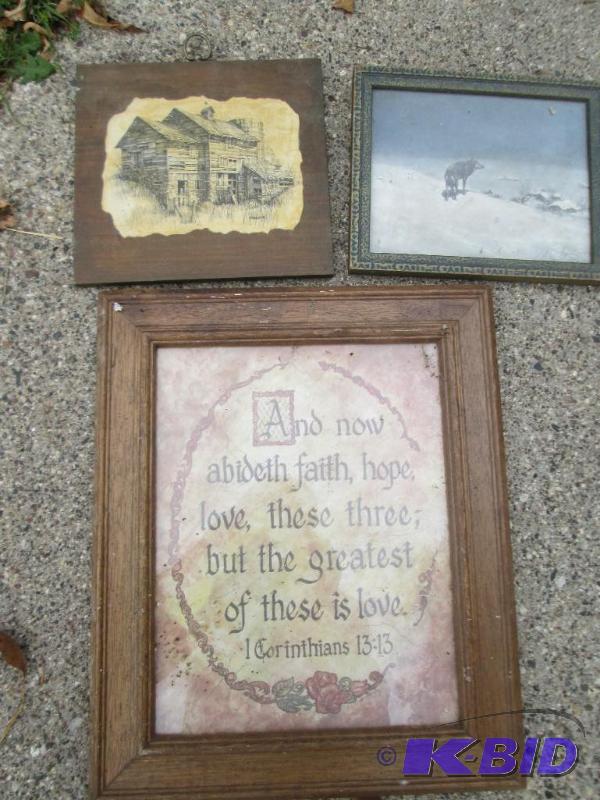 And now
abideth faith, hope,
love, these three;
but the greatest
of these is love.
1 Corinthians 13:13
© K-BID